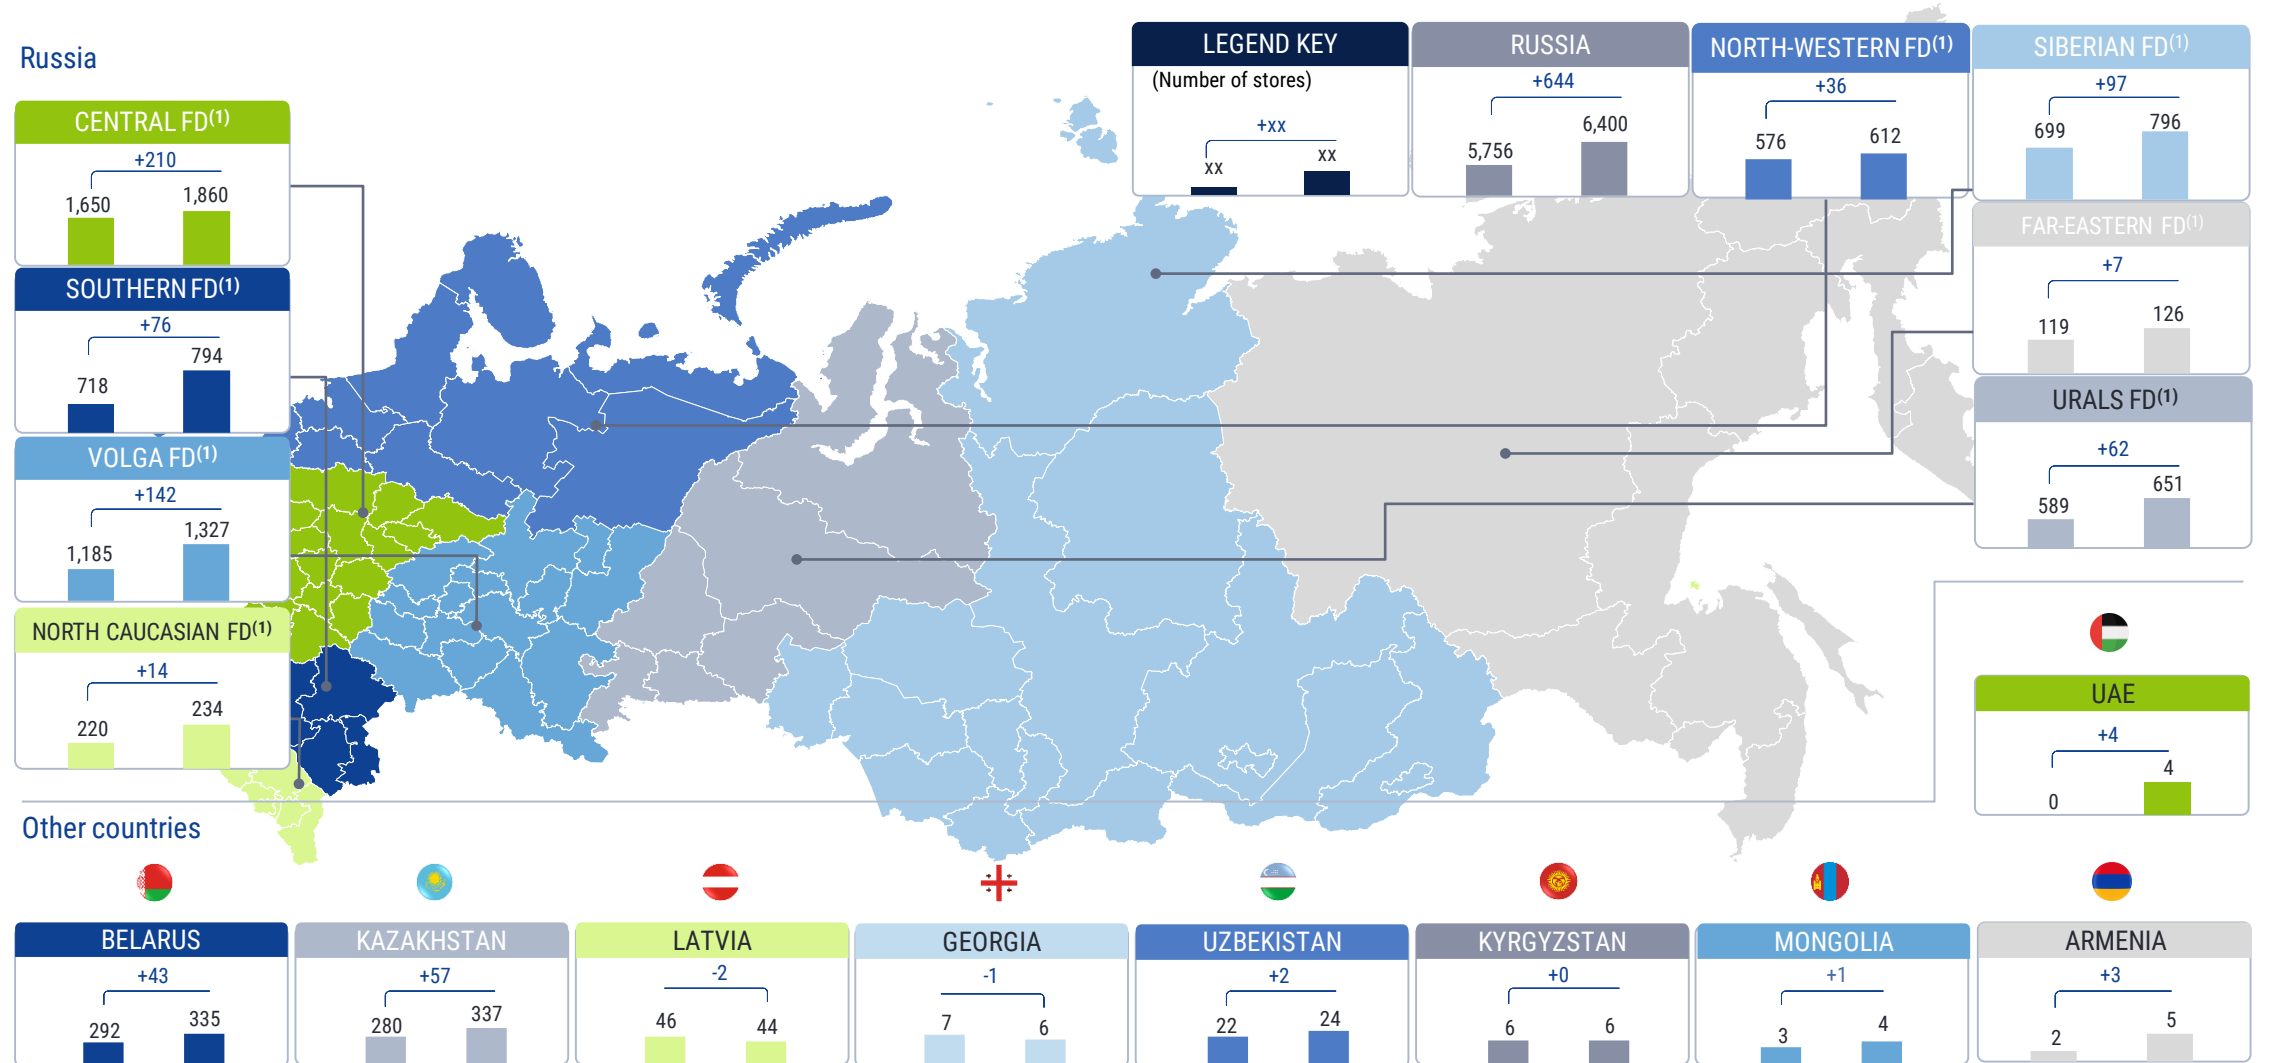 Russia
CENTRAL FD(1)
+210
1,650
1,860
SOUTHERN FD(1)
+76
718
794
VOLGA FD(1)
+142
1,185
1,327
NORTH CAUCASIAN FD(1)
+14
220
234
LEGEND KEY
(Number of stores)
+xx
xx
xx
RUSSIA
+644
5,756
6,400
NORTH-WESTERN FD(1)
+36
576
612
SIBERIAN FD(1)
+97
699
796
FAR-EASTERN FD(1)
+7
119
126
URALS FD(1)
+62
589
651
UAE
+4
0
4
Other countries
BELARUS
+43
292
335
KAZAKHSTAN
+57
280
337
LATVIA
-2
46
44
GEORGIA
-1
7
6
UZBEKISTAN
+2
22
24
KYRGYZSTAN
+0
6
6
MONGOLIA
+1
3
4
ARMENIA
+3
2
5